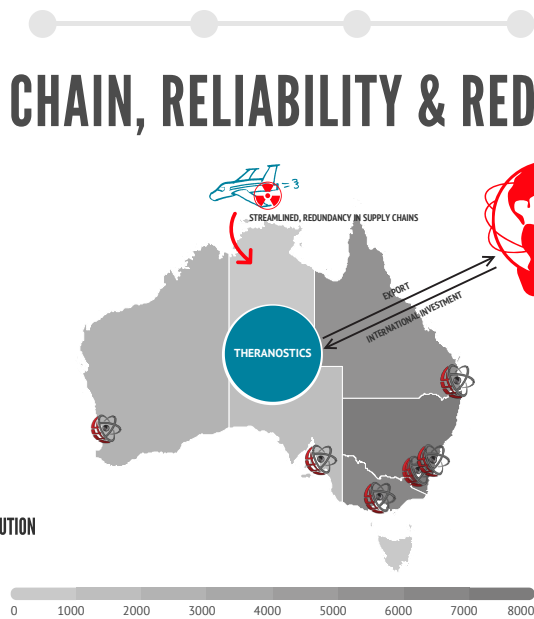 CHAIN, RELIABILITY & RED
= 3
STREAMLINED, REDUNDANCY IN SUPPLY CHAINS
EXPORT
INTERNATIONAL INVESTMENT
THERANOSTICS
UTION
0 1000 2000 3000 4000 5000 6000 7000 8000